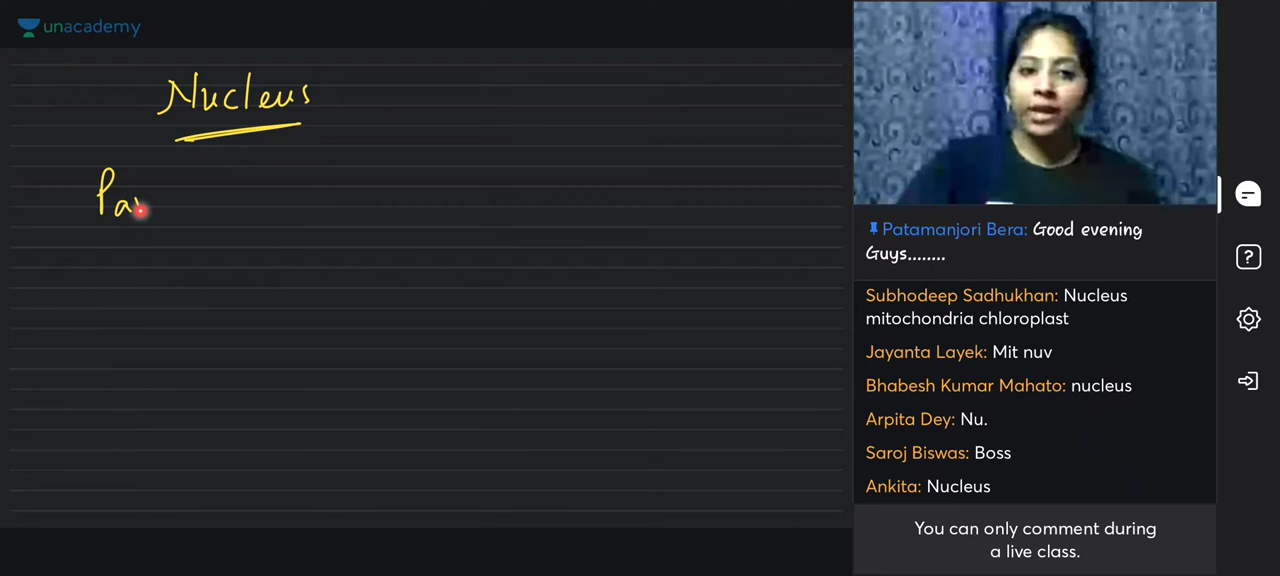 unacademy
Nucleus
Pa
Patamanjori Bera: Good evening
Guys........
Subhodeep Sadhukhan: Nucleus
mitochondria chloroplast
Jayanta Layek: Mit nuv
Bhabesh Kumar Mahato: nucleus
Arpita Dey: Nu.
Saroj Biswas: Boss
Ankita: Nucleus
You can only comment during
a live class.